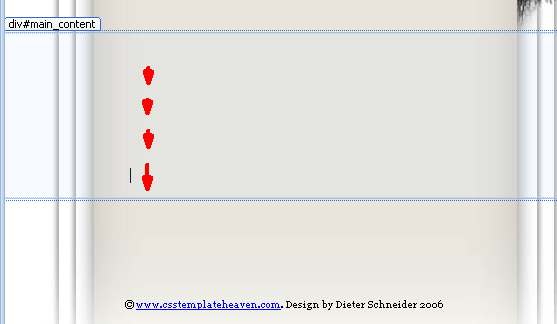 div#main_content
© www.csstemplateheaven.com. Design by Dieter Schneider 2006